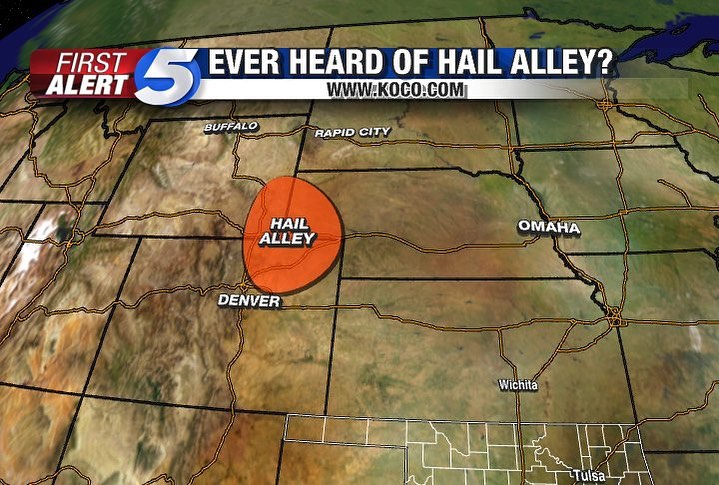 FIRST
ALERT
5
EVER HEARD OF HAIL ALLEY?
WWW.KOCO.COM
BUFFALO
RAPID CITY
HAIL
ALLEY
OMAHA
DENVER
Wichita
Tulsa